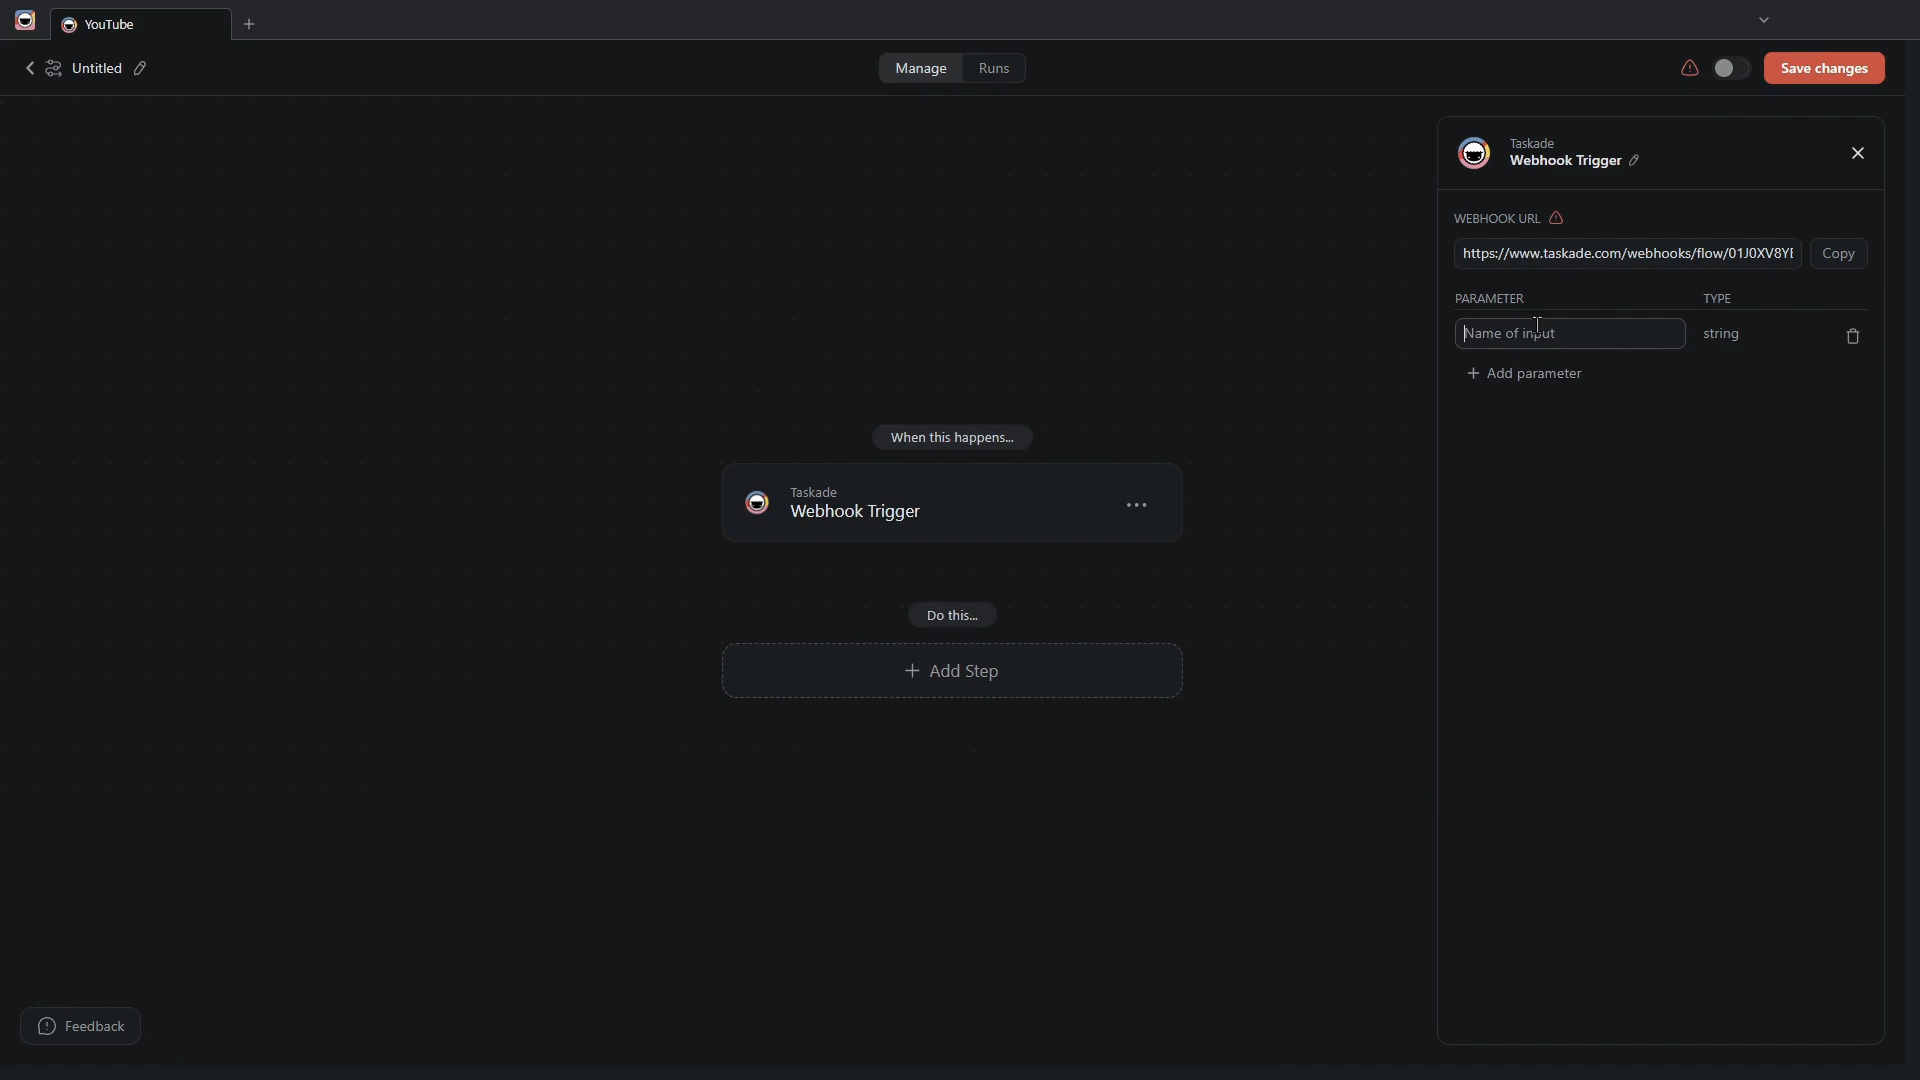 YouTube
Untitled
Manage
Runs
Save changes
Taskade
Webhook Trigger
WEBHOOK URL
https://www.taskade.com/webhooks/flow/01J0XV8Y
Copy
PARAMETER
TYPE
Name of input
string
Add parameter
When this happens...
Taskade
Webhook Trigger
Do this...
Add Step
Feedback